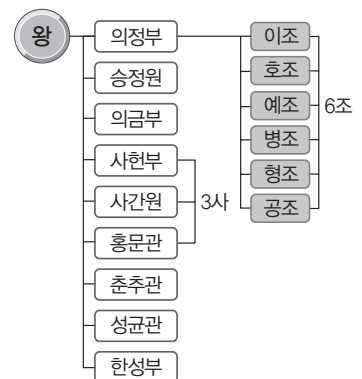 왕
의정부
승정원
의금부
사헌부
사간원
홍문관
춘추관
성균관
한성부
3사
이조
호조
예조
병조
형조
공조
6조